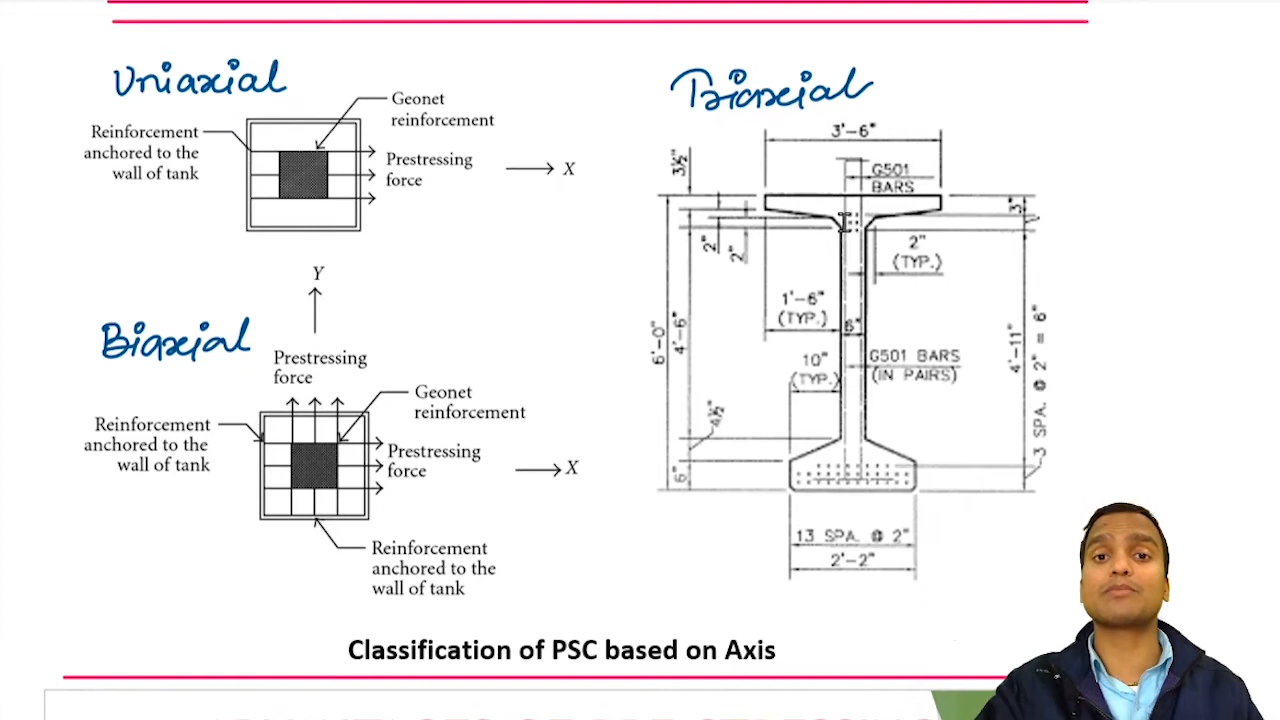 Uniaxial
Geonet
reinforcement
Reinforcement
anchored to the
wall of tank
Prestressing
force
X
Y
Biaxial
Prestressing
force
Geonet
reinforcement
Reinforcement
anchored to the
wall of tank
Prestressing
force
X
Reinforcement
anchored to the
wall of tank
Triaxial
3'-6"
3½"
G501
BARS
3"
2"
2"
2"
(TYP.)
1'-6"
(TYP.)
6"
6'-0"
4'-6"
10"
(TYP.)
G501 BARS
(IN PAIRS)
4'-11"
3 SPA. @ 2" = 6"
4½"
6"
13 SPA. @ 2"
2'-2"
Classification of PSC based on Axis